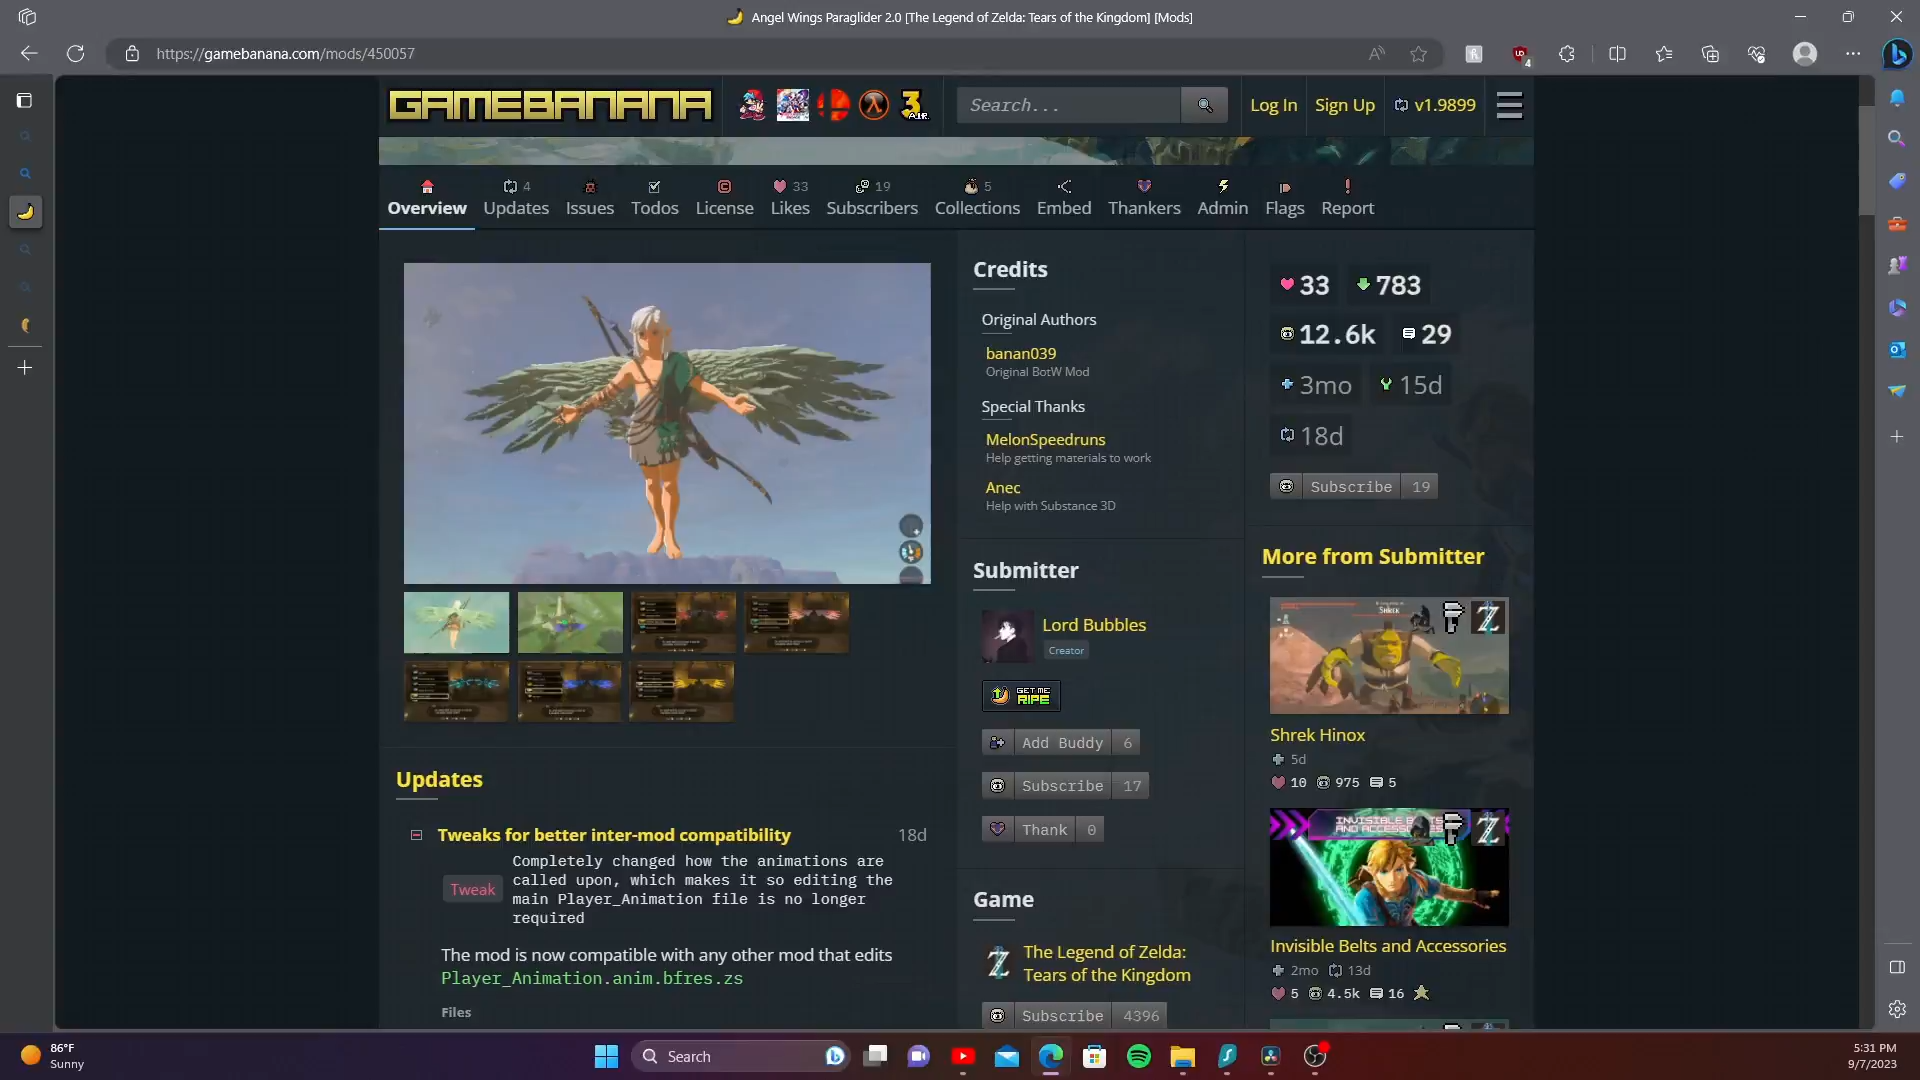 Angel Wings Paraglider 2.0 [The Legend of Zelda: Tears of the Kingdom] [Mods]
https://gamebanana.com/mods/450057
4
GAMEBANANA
Search...
Log In
Sign Up
v1.9899
4
33
19
5
Overview
Updates
Issues
Todos
License
Likes
Subscribers
Collections
Embed
Thankers
Admin
Flags
Report
Credits
Original Authors
banan039
Original BotW Mod
Special Thanks
MelonSpeedruns
Help getting materials to work
Anec
Help with Substance 3D
33
783
12.6k
29
3mo
15d
18d
Subscribe 19
Submitter
Lord Bubbles
Creator
GET ME
RIPE
Add Buddy 6
Subscribe 17
Thank 0
Game
The Legend of Zelda:
Tears of the Kingdom
Subscribe 4396
More from Submitter
Shrek Hinox
5d
10 975 5
INVISIBLE BELTS
AND ACCESSORIES
Invisible Belts and Accessories
2mo 13d
5 4.5k 16
Updates
Tweaks for better inter-mod compatibility 18d
Tweak
Completely changed how the animations are
called upon, which makes it so editing the
main Player_Animation file is no longer
required
The mod is now compatible with any other mod that edits
Player_Animation.anim.bfres.zs
Files
86°F
Sunny
Search
5:31 PM
9/7/2023